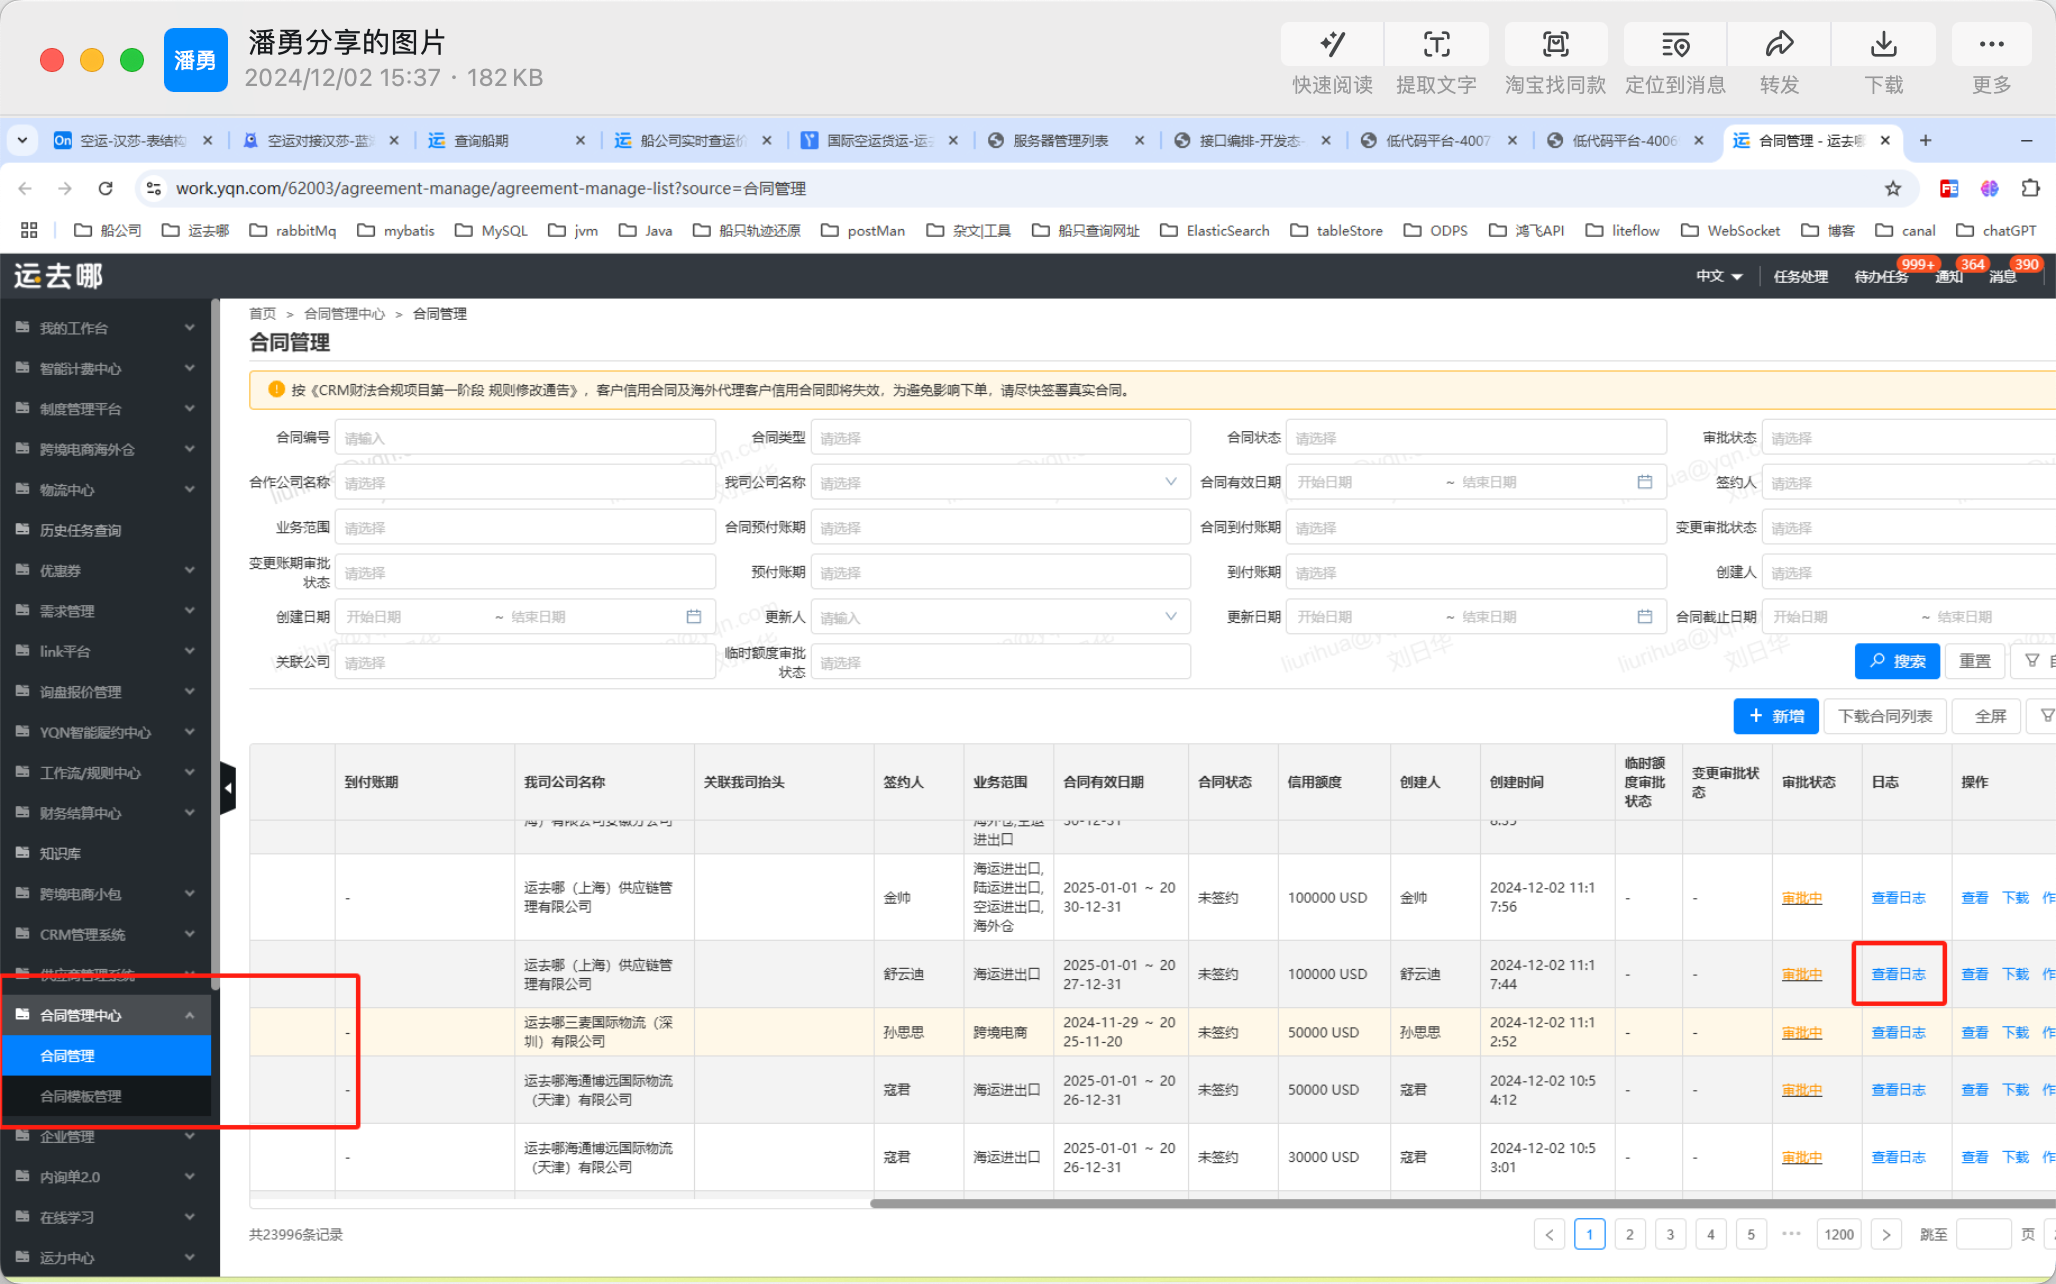 潘勇
潘勇分享的图片
2024/12/02 15:37 · 182 KB
快速阅读
提取文字
淘宝找同款
定位到消息
转发
下载
更多
空运-汉莎-表结构
空运对接汉莎-蓝
查询船期
船公司实时查运价
国际空运货运-运
服务器管理列表
接口编排-开发态-
低代码平台-4007
低代码平台-4006
合同管理 - 运去哪
work.yqn.com/62003/agreement-manage/agreement-manage-list?source=合同管理
船公司 运去哪 rabbitMq mybatis MySQL jvm Java 船只轨迹还原 postMan 杂文|工具 船只查询网址 ElasticSearch tableStore ODPS 鸿飞API liteflow WebSocket 博客 canal chatGPT
运去哪
中文 任务处理 待办任务 999+ 通知 364 消息 390
我的工作台
智能计费中心
制度管理平台
跨境电商海外仓
物流中心
历史任务查询
优惠券
需求管理
link平台
询盘报价管理
YQN智能履约中心
工作流/规则中心
财务结算中心
知识库
跨境电商小包
CRM管理系统
供应商管理系统
合同管理中心
合同管理
合同模板管理
企业管理
内询单2.0
在线学习
运力中心
首页 > 合同管理中心 > 合同管理
合同管理
按《CRM财法合规项目第一阶段 规则修改通告》，客户信用合同及海外代理客户信用合同即将失效，为避免影响下单，请尽快签署真实合同。
合同编号 请输入 合同类型 请选择 合同状态 请选择 审批状态 请选择
合作公司名称 请选择 我司公司名称 请选择 合同有效日期 开始日期 ~ 结束日期 签约人 请选择
业务范围 请选择 合同预付账期 请选择 合同到付账期 请选择 变更审批状态 请选择
变更账期审批状态 请选择 预付账期 请选择 到付账期 请选择 创建人 请选择
创建日期 开始日期 ~ 结束日期 更新人 请输入 更新日期 开始日期 ~ 结束日期 合同截止日期 开始日期 ~ 结束日期
关联公司 请选择 临时额度审批状态 请选择
liurihua@yqn.com
刘日华
搜索 重置
新增 下载合同列表 全屏
到付账期 我司公司名称 关联我司抬头 签约人 业务范围 合同有效日期 合同状态 信用额度 创建人 创建时间 临时额度审批状态 变更审批状态 审批状态 日志 操作
海）有限公司安徽分公司 海外仓,空运进出口 30-12-31 8:35
- 运去哪（上海）供应链管理有限公司 金帅 海运进出口,陆运进出口,空运进出口,海外仓 2025-01-01 ~ 2030-12-31 未签约 100000 USD 金帅 2024-12-02 11:17:56 - - 审批中 查看日志 查看 下载 作
运去哪（上海）供应链管理有限公司 舒云迪 海运进出口 2025-01-01 ~ 2027-12-31 未签约 100000 USD 舒云迪 2024-12-02 11:17:44 - - 审批中 查看日志 查看 下载 作
- 运去哪三麦国际物流（深圳）有限公司 孙思思 跨境电商 2024-11-29 ~ 2025-11-20 未签约 50000 USD 孙思思 2024-12-02 11:12:52 - - 审批中 查看日志 查看 下载 作
- 运去哪海通博远国际物流（天津）有限公司 寇君 海运进出口 2025-01-01 ~ 2026-12-31 未签约 50000 USD 寇君 2024-12-02 10:54:12 - - 审批中 查看日志 查看 下载 作
- 运去哪海通博远国际物流（天津）有限公司 寇君 海运进出口 2025-01-01 ~ 2026-12-31 未签约 30000 USD 寇君 2024-12-02 10:53:01 - - 审批中 查看日志 查看 下载 作
共23996条记录
1 2 3 4 5 ••• 1200 跳至 页